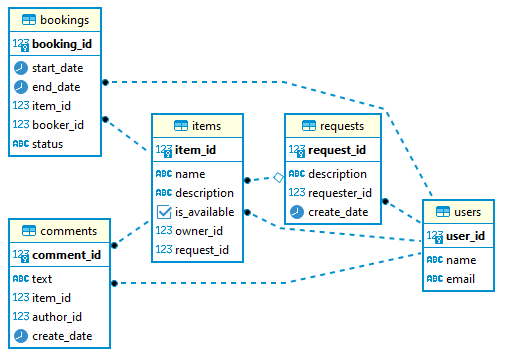 bookings
123 booking_id
start_date
end_date
123 item_id
123 booker_id
ABC status
items
123 item_id
ABC name
ABC description
is_available
123 owner_id
123 request_id
requests
123 request_id
ABC description
123 requester_id
create_date
users
123 user_id
ABC name
ABC email
comments
123 comment_id
ABC text
123 item_id
123 author_id
create_date